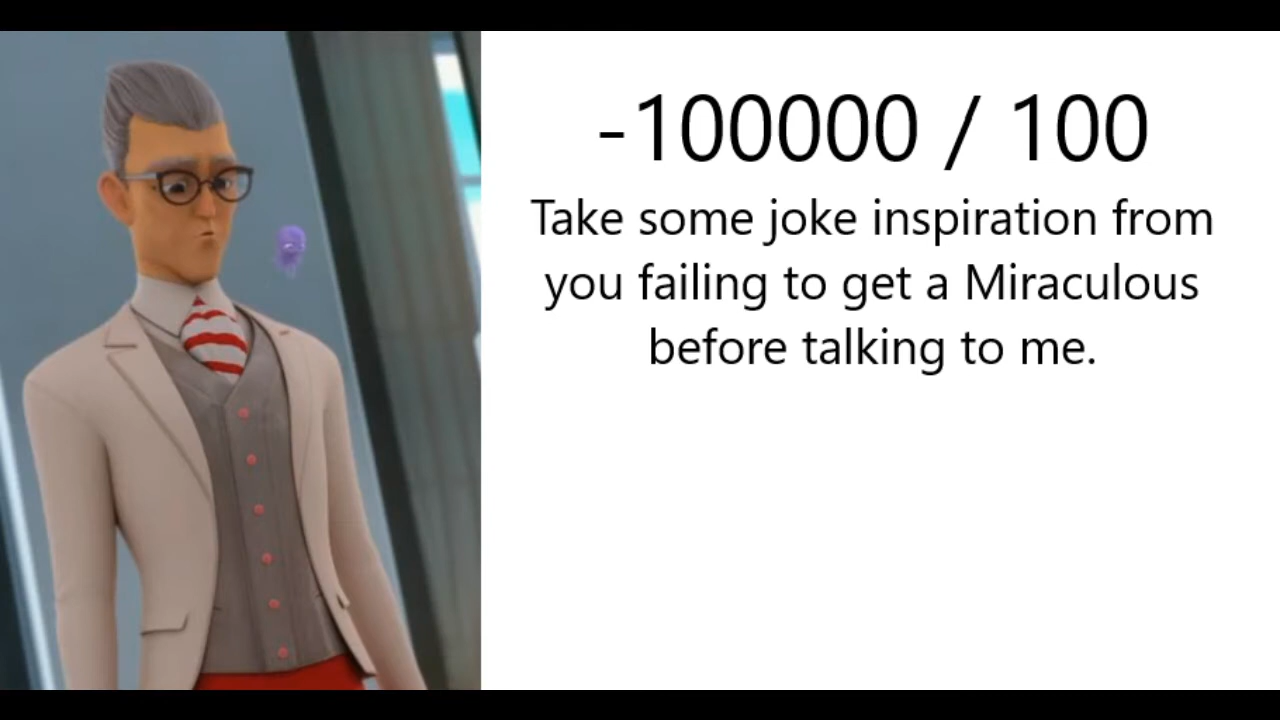 -100000 / 100
Take some joke inspiration from
you failing to get a Miraculous
before talking to me.